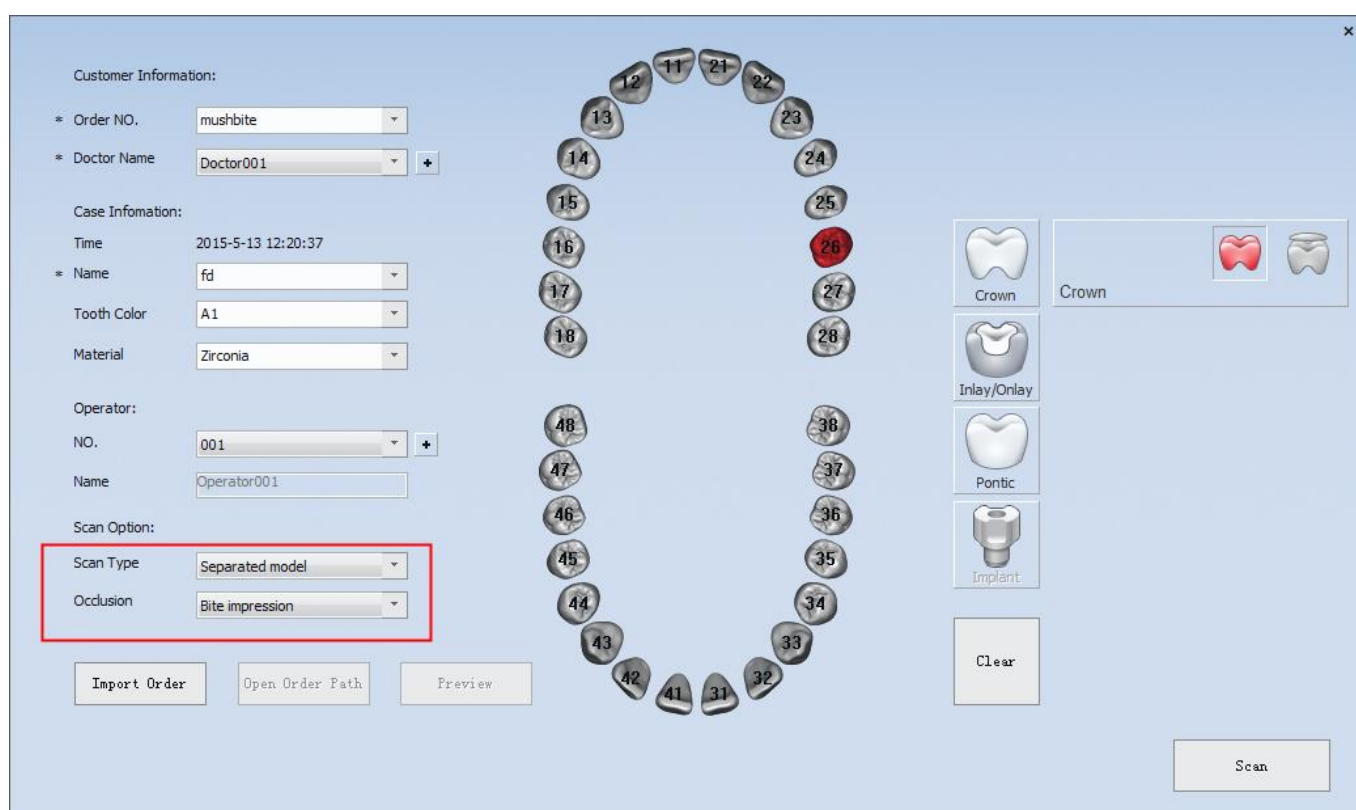 ×
Customer Information:
* Order NO. mushbite
* Doctor Name Doctor001 +
Case Infomation:
Time 2015-5-13 12:20:37
* Name fd
Tooth Color A1
Material Zirconia
Operator:
NO. 001 +
Name Operator001
Scan Option:
Scan Type Separated model
Occlusion Bite impression
Import Order Open Order Path Preview
11 21
12 22
13 23
14 24
15 25
16 26
17 27
18 28
48 38
47 37
46 36
45 35
44 34
43 33
42 32
41 31
Crown
Inlay/Onlay
Pontic
Implant
Clear
Crown
Scan